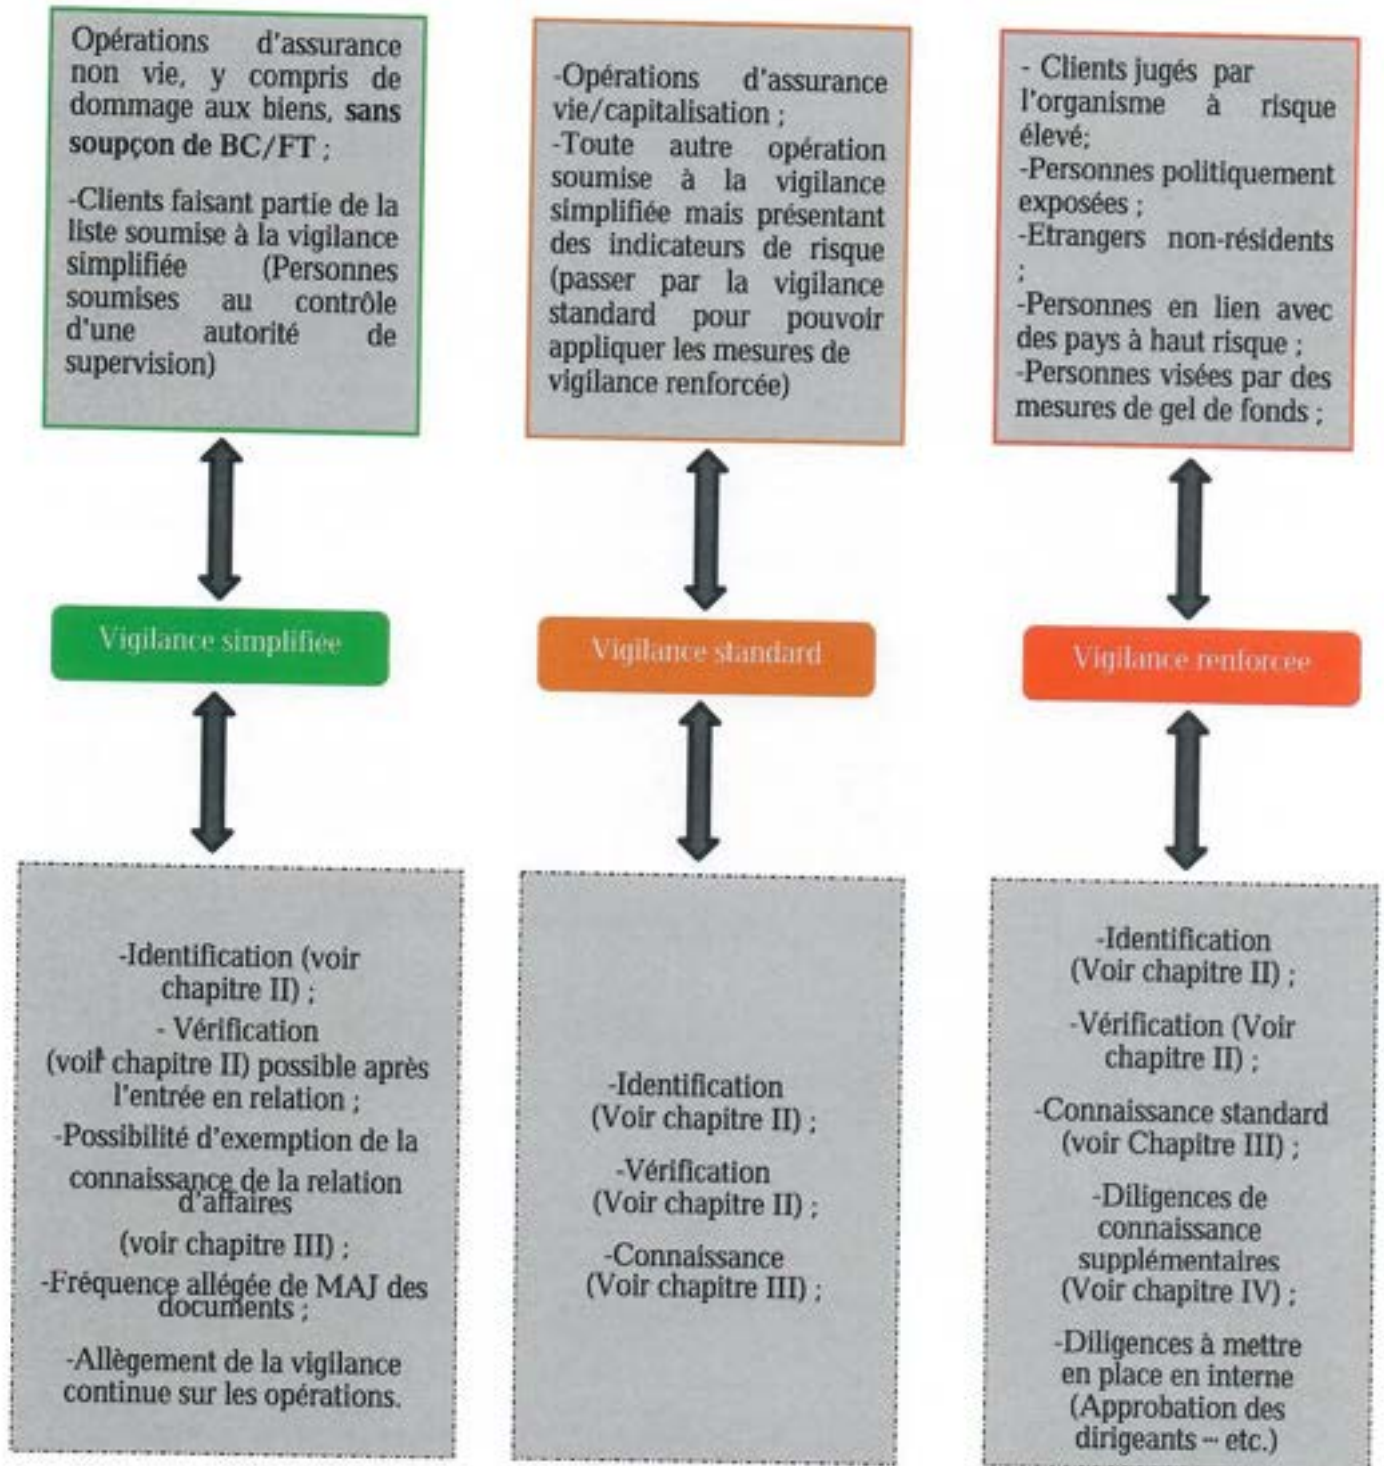 Opérations d'assurance
non vie, y compris de
dommage aux biens, sans
soupçon de BC/FT ;
-Clients faisant partie de la
liste soumise à la vigilance
simplifiée (Personnes
soumises au contrôle
d'une autorité de
supervision)
Vigilance simplifiée
-Identification (voir
chapitre II) ;
- Vérification
(voir chapitre II) possible après
l'entrée en relation ;
-Possibilité d'exemption de la
connaissance de la relation
d'affaires
(voir chapitre III) ;
-Fréquence allégée de MAJ des
documents ;
-Allègement de la vigilance
continue sur les opérations.
-Opérations d'assurance
vie/capitalisation ;
-Toute autre opération
soumise à la vigilance
simplifiée mais présentant
des indicateurs de risque
(passer par la vigilance
standard pour pouvoir
appliquer les mesures de
vigilance renforcée)
Vigilance standard
-Identification
(Voir chapitre II) ;
-Vérification
(Voir chapitre II) ;
-Connaissance
(Voir chapitre III) ;
- Clients jugés par
l'organisme à risque
élevé;
-Personnes politiquement
exposées ;
-Etrangers non-résidents
;
-Personnes en lien avec
des pays à haut risque ;
-Personnes visées par des
mesures de gel de fonds ;
Vigilance renforcée
-Identification
(Voir chapitre II) ;
-Vérification (Voir
chapitre II) ;
-Connaissance standard
(voir Chapitre III) ;
-Diligences de
connaissance
supplémentaires
(Voir chapitre IV) ;
-Diligences à mettre
en place en interne
(Approbation des
dirigeants -- etc.)